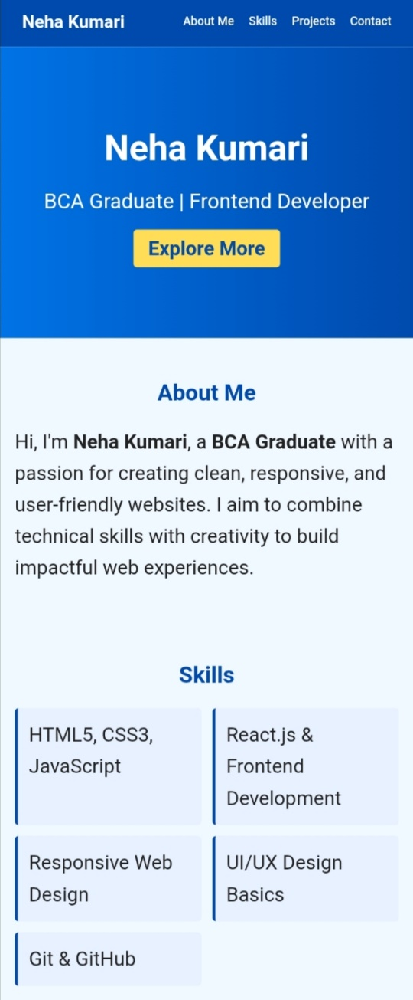 Neha Kumari
About Me Skills Projects Contact
Neha Kumari
BCA Graduate | Frontend Developer
Explore More
About Me
Hi, I'm Neha Kumari, a BCA Graduate with a
passion for creating clean, responsive, and
user-friendly websites. I aim to combine
technical skills with creativity to build
impactful web experiences.
Skills
HTML5, CSS3,
JavaScript
React.js &
Frontend
Development
Responsive Web
Design
UI/UX Design
Basics
Git & GitHub